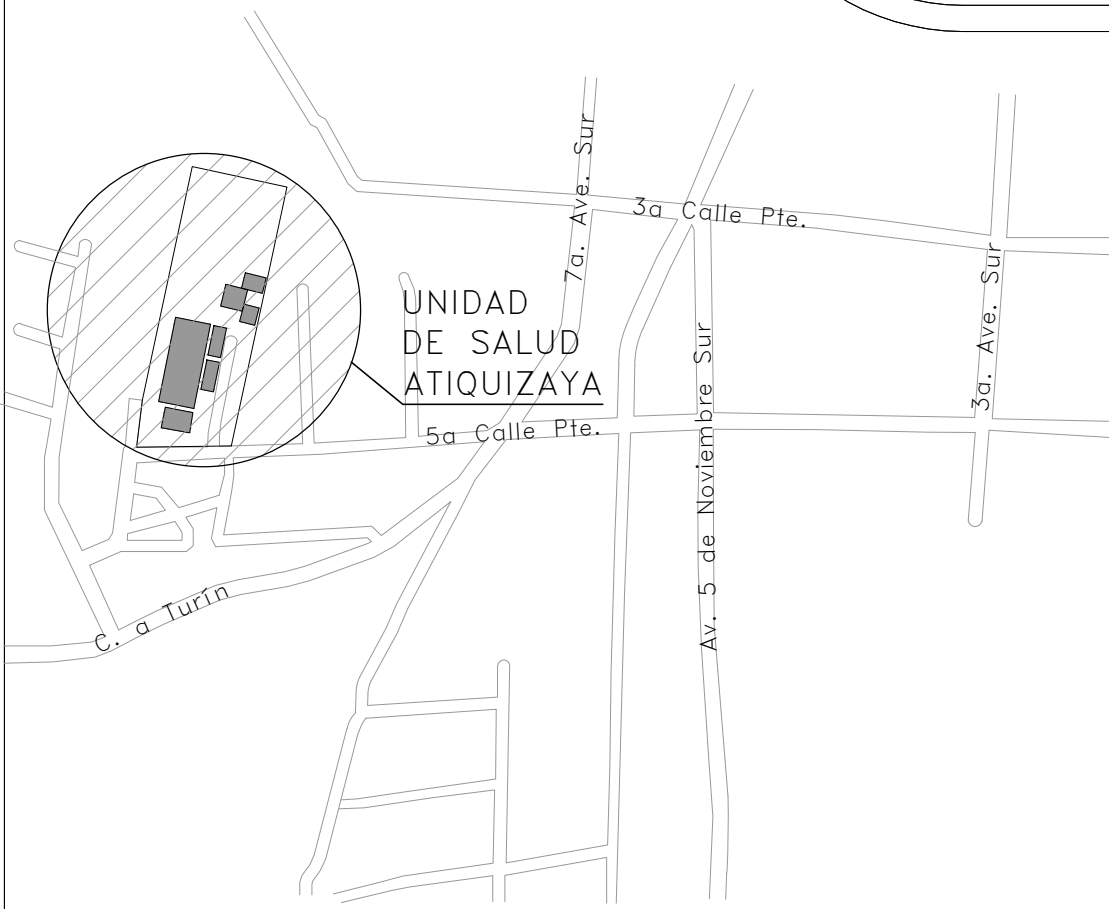 7a. Ave. Sur
3a Calle Pte.
3a. Ave. Sur
UNIDAD
DE SALUD
ATIQUIZAYA
5a Calle Pte.
Av. 5 de Noviembre Sur
C. a Turín